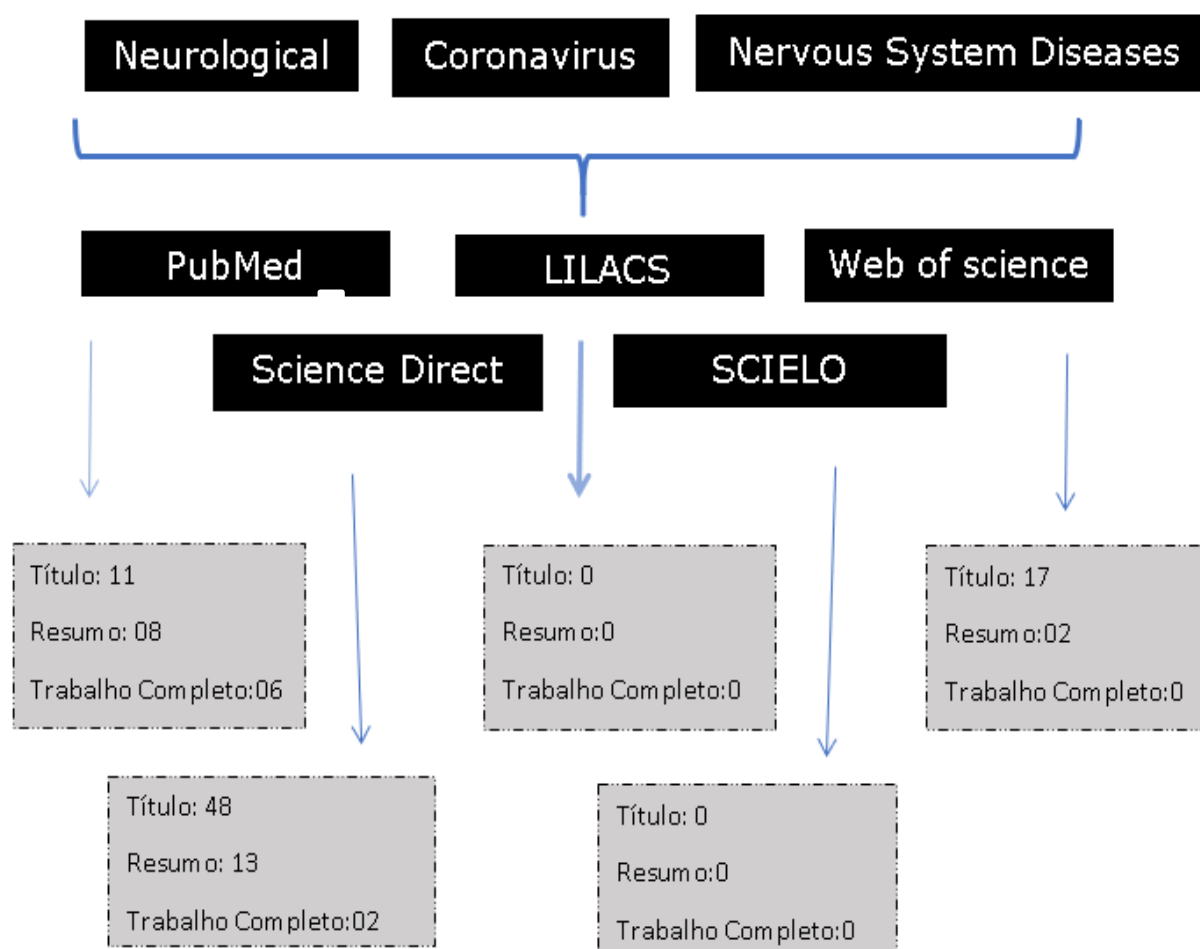 Neurological
Coronavirus
Nervous System Diseases
PubMed
LILACS
Web of science
Science Direct
SCIELO
Título: 11
Resumo: 08
Trabalho Completo:06
Título: 0
Resumo:0
Trabalho Completo:0
Título: 17
Resumo:02
Trabalho Completo:0
Título: 48
Resumo: 13
Trabalho Completo:02
Título: 0
Resumo:0
Trabalho Completo:0